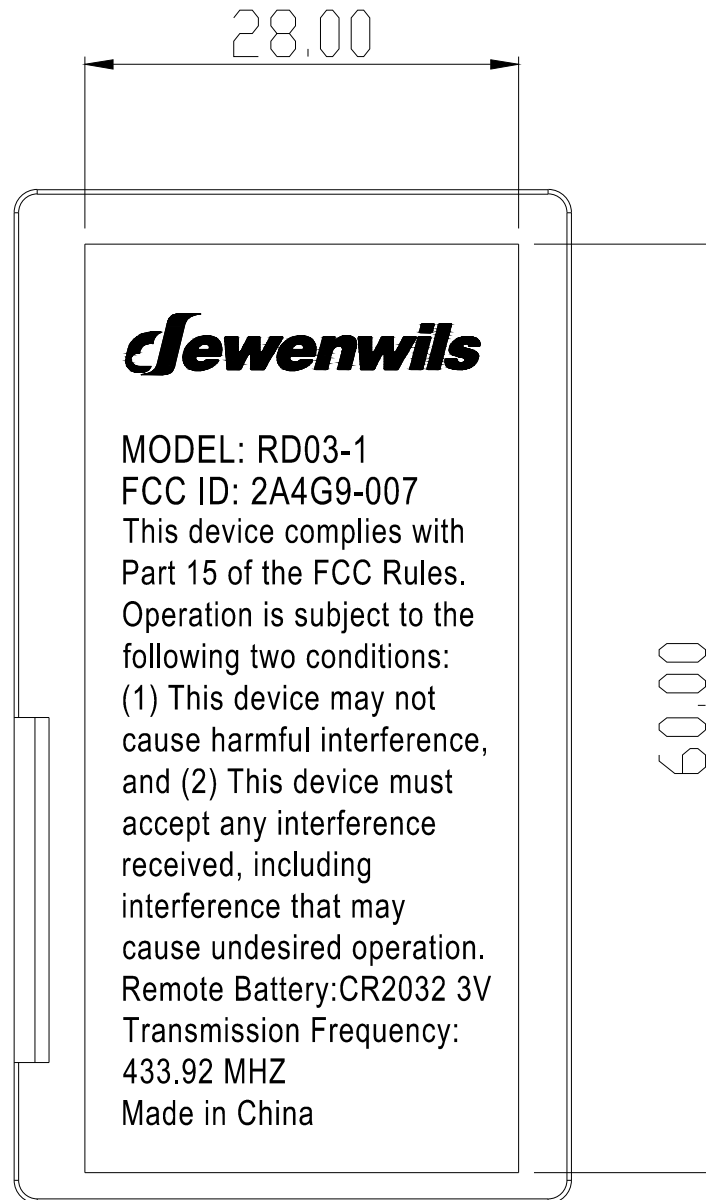 28.00
dewenwils
MODEL: RD03-1
FCC ID: 2A4G9-007
This device complies with
Part 15 of the FCC Rules.
Operation is subject to the
following two conditions:
(1) This device may not
cause harmful interference,
and (2) This device must
accept any interference
received, including
interference that may
cause undesired operation.
Remote Battery:CR2032 3V
Transmission Frequency:
433.92 MHZ
Made in China
60.00